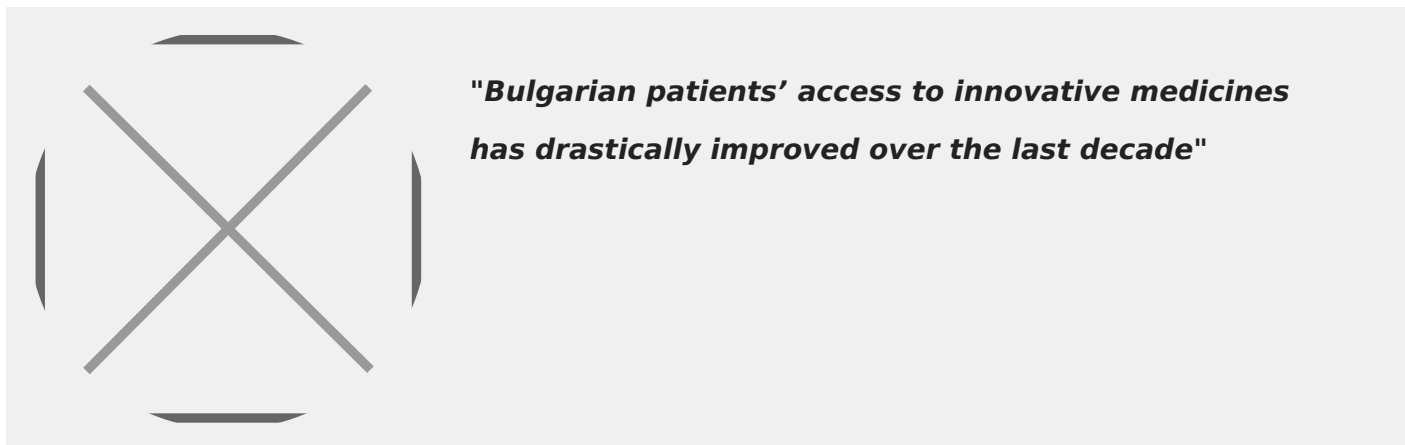 "Bulgarian patients’ access to innovative medicines
has drastically improved over the last decade"